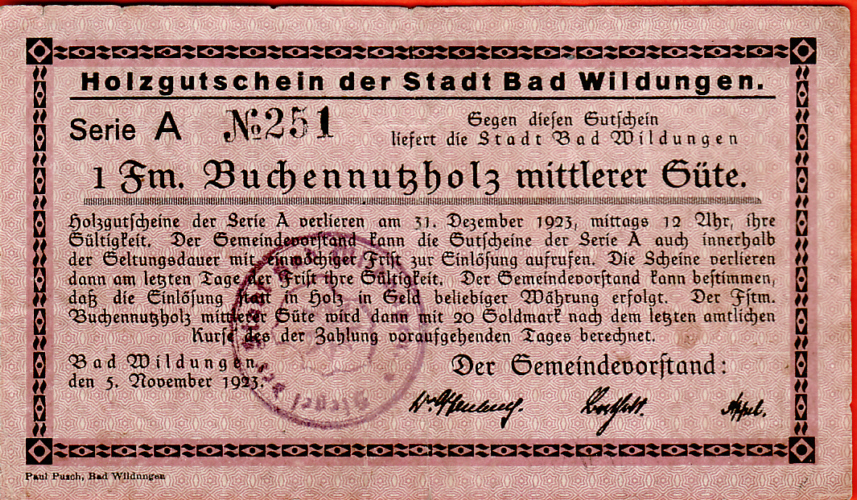 Holzgutschein der Stadt Bad Wildungen.
Serie A №251
Gegen diesen Gutschein
liefert die Stadt Bad Wildungen
1 Fm. Buchennutzholz mittlerer Güte.
Holzgutscheine der Serie A verlieren am 31. Dezember 1923, mittags 12 Uhr, ihre
Gültigkeit. Der Gemeindevorstand kann die Gutscheine der Serie A auch innerhalb
der Geltungsdauer mit einwöchiger Frist zur Einlösung aufrufen. Die Scheine verlieren
dann am letzten Tage der Frist ihre Gültigkeit. Der Gemeindevorstand kann bestimmen,
daß die Einlösung statt in Holz in Geld beliebiger Währung erfolgt. Der Fstm.
Buchennutzholz mittlerer Güte wird dann mit 20 Goldmark nach dem letzten amtlichen
Kurse des der Zahlung voraufgehenden Tages berechnet.
Bad Wildungen,
den 5. November 1923.
Der Gemeindevorstand:
Appel.
Paul Pusch, Bad Wildungen